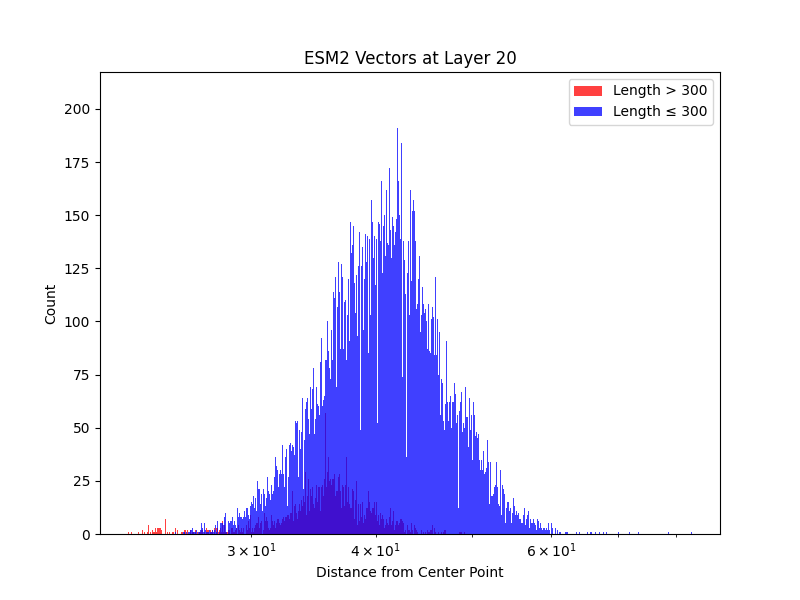 ESM2 Vectors at Layer 20
Length > 300
Length ≤ 300
200
175
150
125
100
75
50
25
0
Count
3 × 10¹
4 × 10¹
6 × 10¹
Distance from Center Point